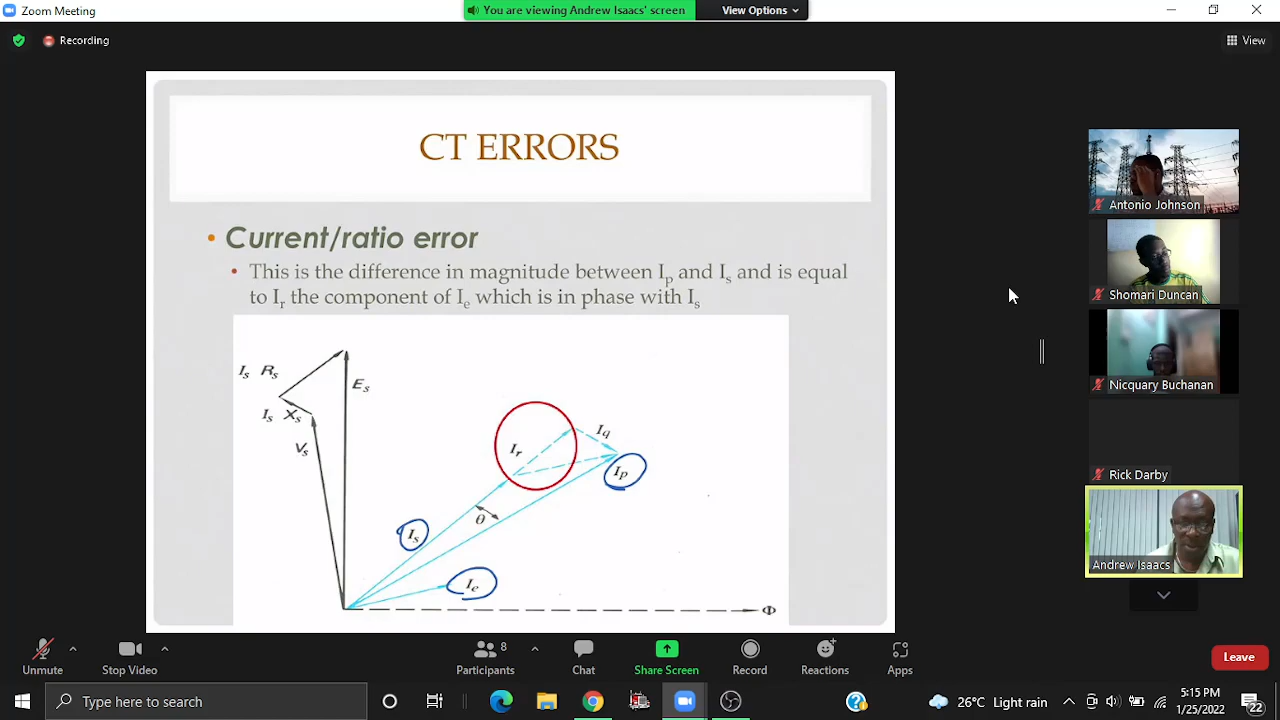 Zoom Meeting
You are viewing Andrew Isaacs' screen
View Options
Recording
View
CT ERRORS
• Current/ratio error
• This is the difference in magnitude between Ip and Is and is equal
to Ir the component of Ie which is in phase with Is
Is Rs
Es
Is Xs
Vs
Iq
Ir
Ip
θ
Is
Ie
Φ
Antonio Johnson
Shomari Duncan
Nicquary Buchanan
Rick Darby
Andrew Isaacs
Unmute
Stop Video
8
Participants
Chat
Share Screen
Record
Reactions
Apps
Leave
Type here to search
26°C Light rain
5:15 PM
1/25/2022
22